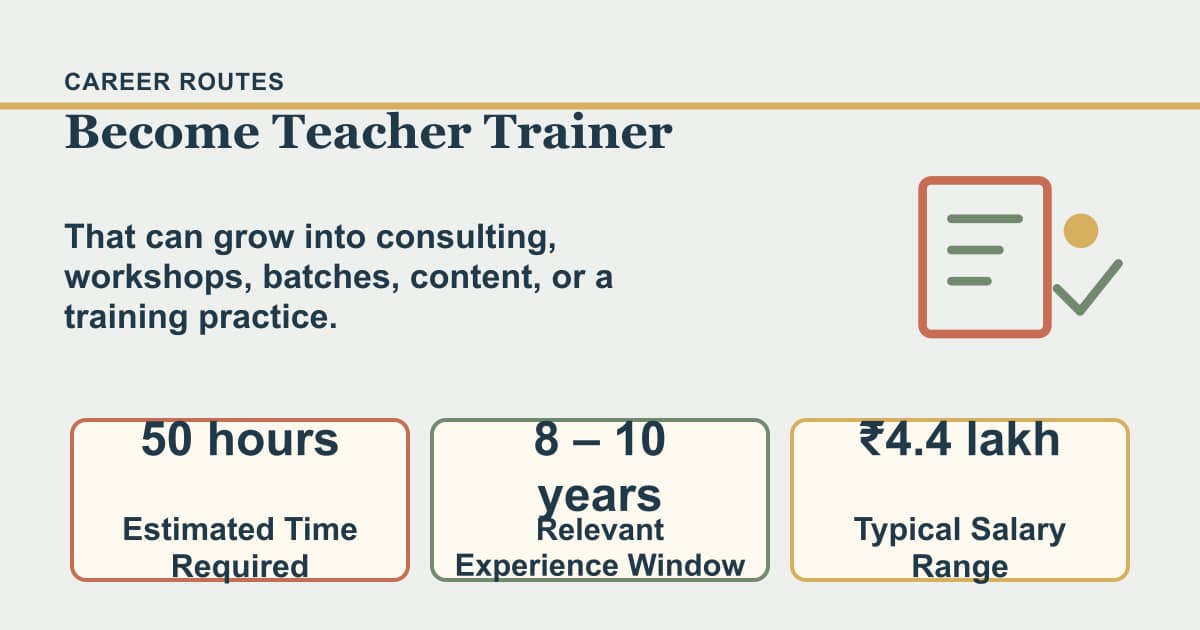 CAREER ROUTES
Become Teacher Trainer
That can grow into consulting,
workshops, batches, content, or a
training practice.
50 hours
Estimated Time
Required
8 – 10
years
Relevant
Experience Window
₹4.4 lakh
Typical Salary
Range